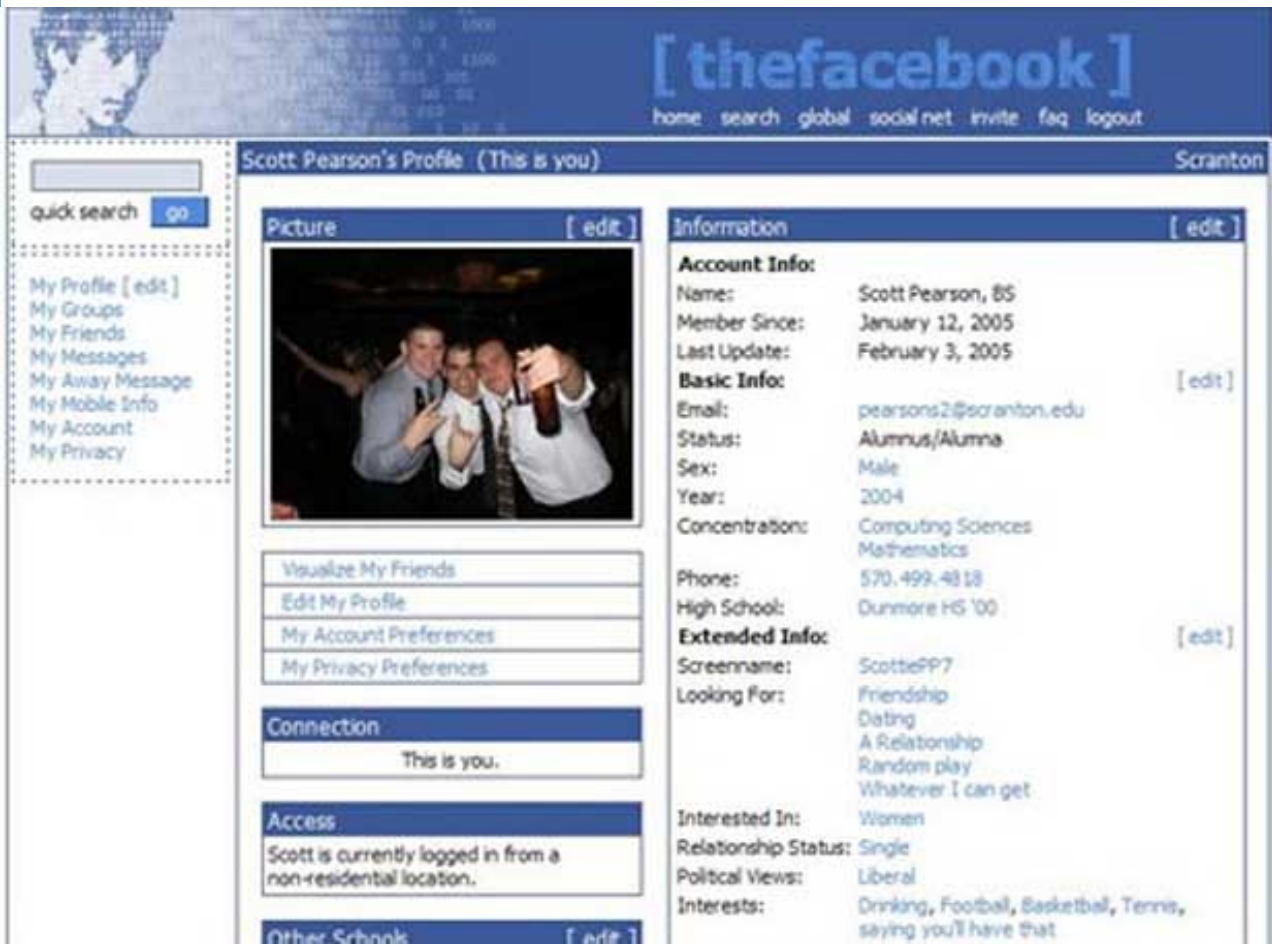 [ thefacebook ]
home search global social net invite faq logout
quick search go
My Profile [ edit ]
My Groups
My Friends
My Messages
My Away Message
My Mobile Info
My Account
My Privacy
Scott Pearson's Profile (This is you) Scranton
Picture [ edit ]
Visualize My Friends
Edit My Profile
My Account Preferences
My Privacy Preferences
Connection
This is you.
Access
Scott is currently logged in from a
non-residential location.
Other Schools [ edit ]
Information [ edit ]
Account Info:
Name: Scott Pearson, BS
Member Since: January 12, 2005
Last Update: February 3, 2005
Basic Info: [ edit ]
Email: pearsons2@scranton.edu
Status: Alumnus/Alumna
Sex: Male
Year: 2004
Concentration: Computing Sciences
Mathematics
Phone: 570.499.4818
High School: Dunmore HS '00
Extended Info: [ edit ]
Screenname: ScottiePP7
Looking For: Friendship
Dating
A Relationship
Random play
Whatever I can get
Interested In: Women
Relationship Status: Single
Political Views: Liberal
Interests: Drinking, Football, Basketball, Tennis,
saying you'll have that